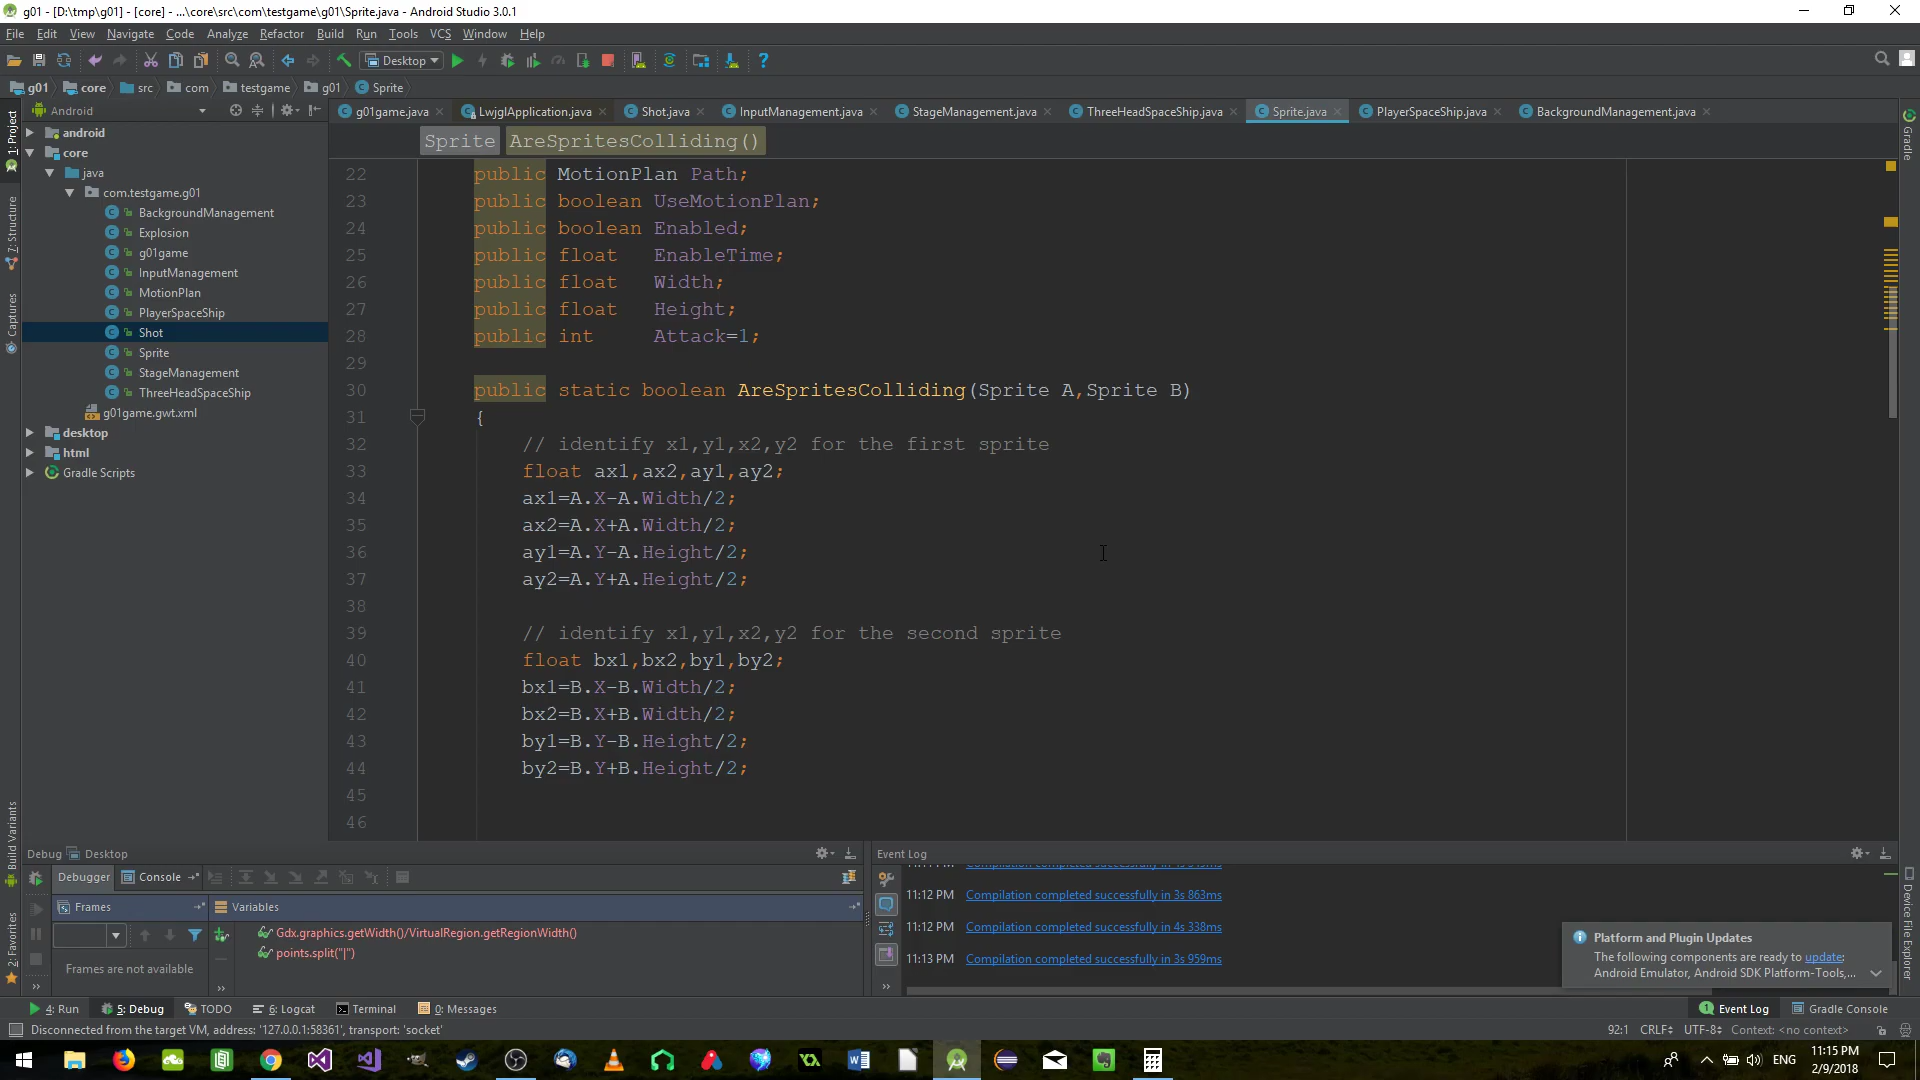 g01 - [D:\tmp\g01] - [core] - ...\core\src\com\testgame\g01\Sprite.java - Android Studio 3.0.1
File Edit View Navigate Code Analyze Refactor Build Run Tools VCS Window Help
Desktop
g01 core src com testgame g01 Sprite
Android
g01game.java LwjglApplication.java Shot.java InputManagement.java StageManagement.java ThreeHeadSpaceShip.java Sprite.java PlayerSpaceShip.java BackgroundManagement.java
Sprite AreSpritesColliding()
1: Project
7: Structure
Captures
Build Variants
2: Favorites
android
core
java
com.testgame.g01
BackgroundManagement
Explosion
g01game
InputManagement
MotionPlan
PlayerSpaceShip
Shot
Sprite
StageManagement
ThreeHeadSpaceShip
g01game.gwt.xml
desktop
html
Gradle Scripts
22 public MotionPlan Path;
23 public boolean UseMotionPlan;
24 public boolean Enabled;
25 public float EnableTime;
26 public float Width;
27 public float Height;
28 public int Attack=1;
29
30 public static boolean AreSpritesColliding(Sprite A,Sprite B)
31 {
32 // identify x1,y1,x2,y2 for the first sprite
33 float ax1,ax2,ay1,ay2;
34 ax1=A.X-A.Width/2;
35 ax2=A.X+A.Width/2;
36 ay1=A.Y-A.Height/2;
37 ay2=A.Y+A.Height/2;
38
39 // identify x1,y1,x2,y2 for the second sprite
40 float bx1,bx2,by1,by2;
41 bx1=B.X-B.Width/2;
42 bx2=B.X+B.Width/2;
43 by1=B.Y-B.Height/2;
44 by2=B.Y+B.Height/2;
45
46
Gradle
Device File Explorer
Debug Desktop
Debugger Console
Frames Variables
Gdx.graphics.getWidth()/VirtualRegion.getRegionWidth()
points.split("|")
Frames are not available
Event Log
11:12 PM Compilation completed successfully in 3s 863ms
11:12 PM Compilation completed successfully in 4s 338ms
11:13 PM Compilation completed successfully in 3s 959ms
Platform and Plugin Updates
The following components are ready to update:
Android Emulator, Android SDK Platform-Tools,...
4: Run 5: Debug TODO 6: Logcat Terminal 0: Messages 1 Event Log Gradle Console
Disconnected from the target VM, address: '127.0.0.1:58361', transport: 'socket' 92:1 CRLF UTF-8 Context: <no context>
ENG 11:15 PM
2/9/2018